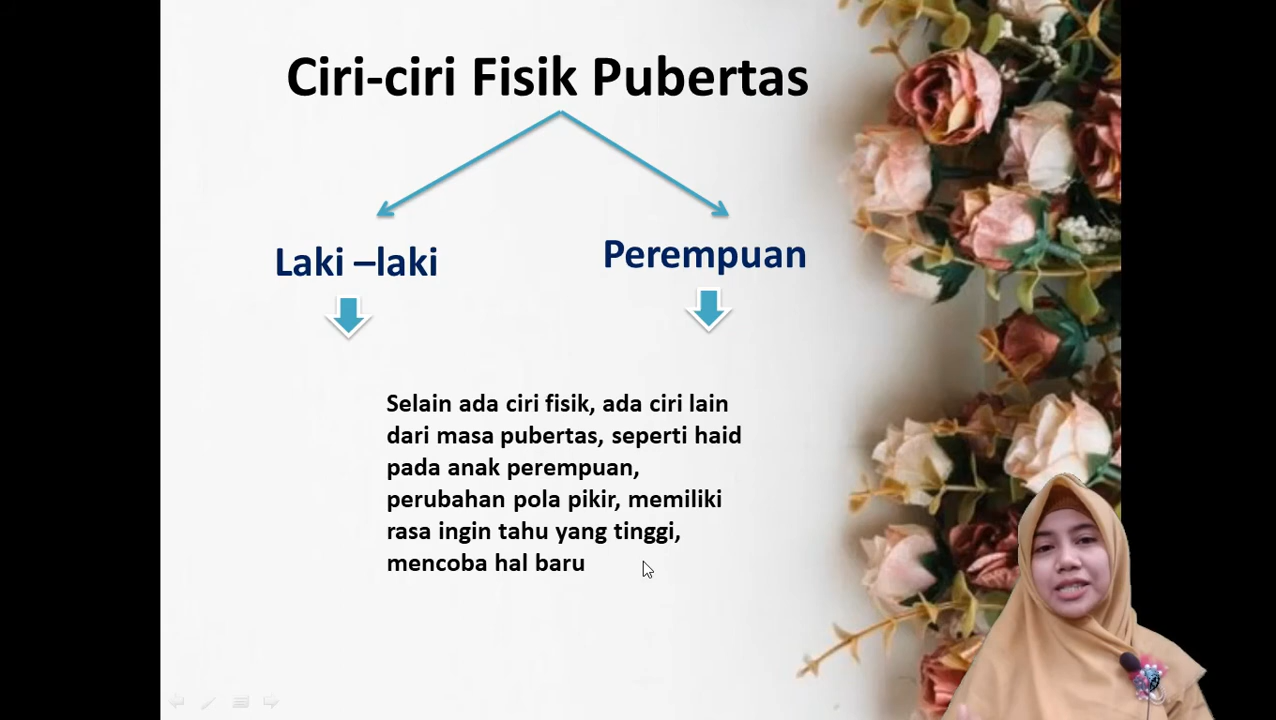 Ciri-ciri Fisik Pubertas
Laki –laki
Perempuan
Selain ada ciri fisik, ada ciri lain
dari masa pubertas, seperti haid
pada anak perempuan,
perubahan pola pikir, memiliki
rasa ingin tahu yang tinggi,
mencoba hal baru